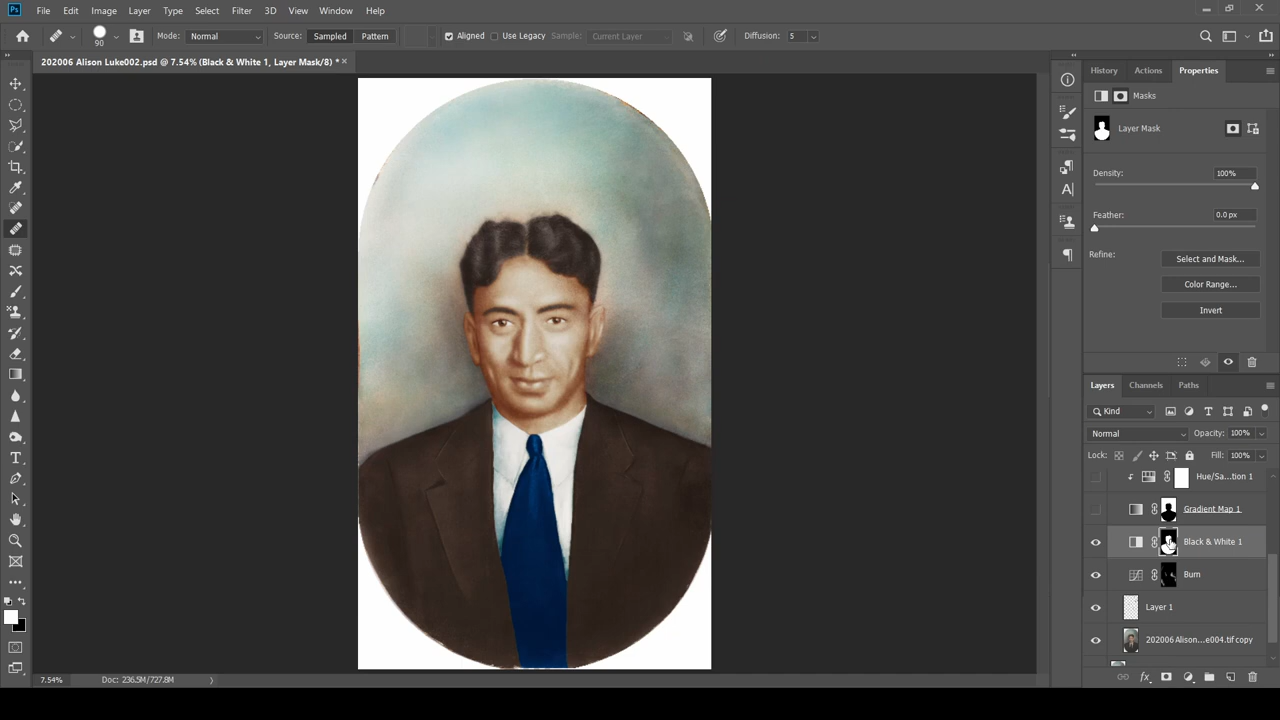 Ps File Edit Image Layer Type Select Filter 3D View Window Help
90 Mode: Normal Source: Sampled Pattern Aligned Use Legacy Sample: Current Layer Diffusion: 5
202006 Alison Luke002.psd @ 7.54% (Black & White 1, Layer Mask/8) * ×
History Actions Properties
Masks
Layer Mask
Density: 100%
Feather: 0.0 px
Refine: Select and Mask...
Color Range...
Invert
Layers Channels Paths
Kind
Normal Opacity: 100%
Lock: Fill: 100%
Hue/Sa...tion 1
Gradient Map 1
Black & White 1
Burn
Layer 1
202006 Alison...e004.tif copy
7.54% Doc: 236.5M/727.8M